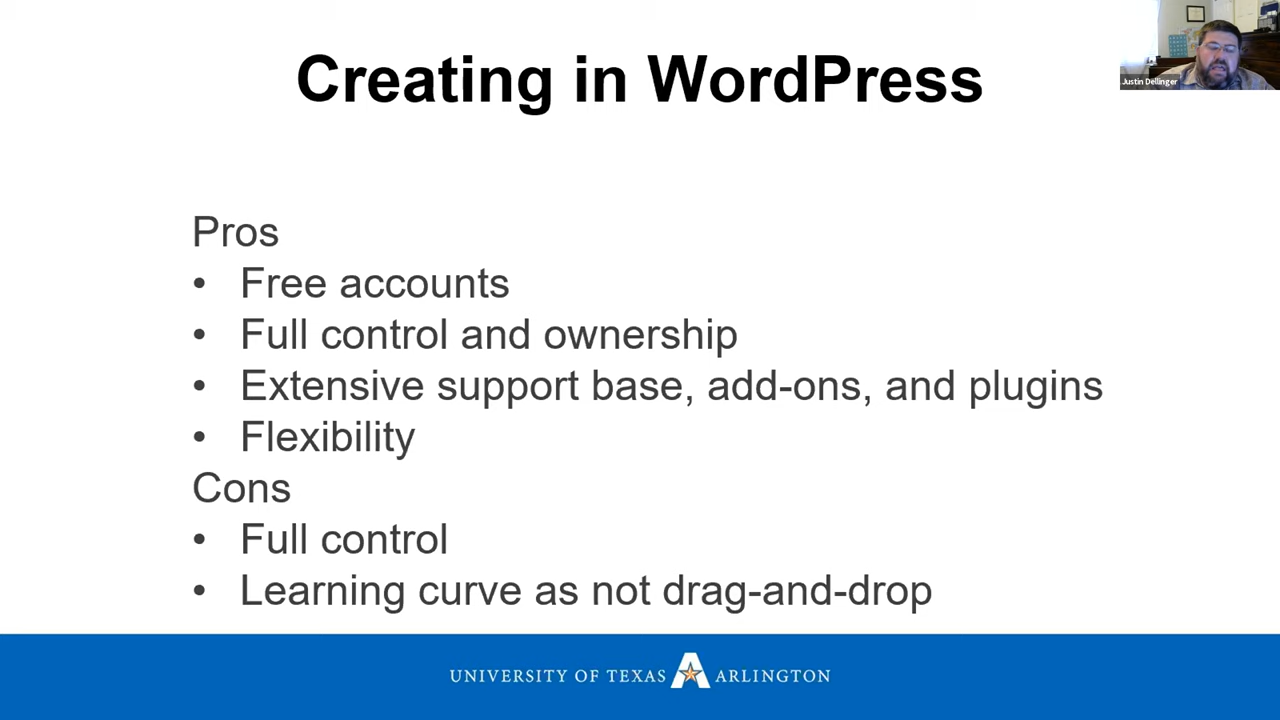 Creating in WordPress
Justin Dellinger
Pros
• Free accounts
• Full control and ownership
• Extensive support base, add-ons, and plugins
• Flexibility
Cons
• Full control
• Learning curve as not drag-and-drop
UNIVERSITY OF TEXAS A ARLINGTON